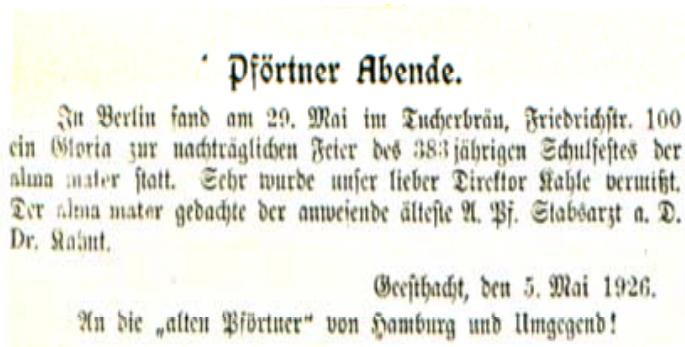 Pförtner Abende.
In Berlin fand am 29. Mai im Tucherbräu, Friedrichstr. 100
ein Gloria zur nachträglichen Feier des 383jährigen Schulfestes der
alma mater statt. Sehr wurde unser lieber Direktor Kahle vermißt.
Der alma mater gedachte der anwesende älteste A. Pf. Stabsarzt a. D.
Dr. Kahnt.
Geesthacht, den 5. Mai 1926.
An die „alten Pförtner“ von Hamburg und Umgegend!